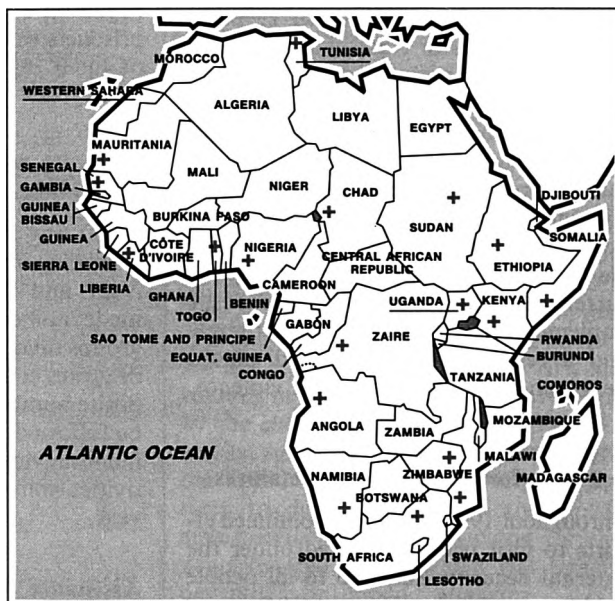 MOROCCO
TUNISIA
WESTERN SAHARA
ALGERIA
LIBYA
EGYPT
MAURITANIA
MALI
NIGER
CHAD
SUDAN
DJIBOUTI
SENEGAL
GAMBIA
GUINEA
BISSAU
BURKINA FASO
GUINEA
CÔTE
D'IVOIRE
NIGERIA
SOMALIA
ETHIOPIA
CENTRAL AFRICAN
REPUBLIC
SIERRA LEONE
LIBERIA
GHANA
TOGO
BENIN
CAMEROON
UGANDA
KENYA
GABON
SAO TOME AND PRINCIPE
EQUAT. GUINEA
CONGO
ZAIRE
RWANDA
BURUNDI
TANZANIA
COMOROS
ANGOLA
ZAMBIA
MOZAMBIQUE
MALAWI
MADAGASCAR
ATLANTIC OCEAN
NAMIBIA
ZIMBABWE
BOTSWANA
SOUTH AFRICA
SWAZILAND
LESOTHO